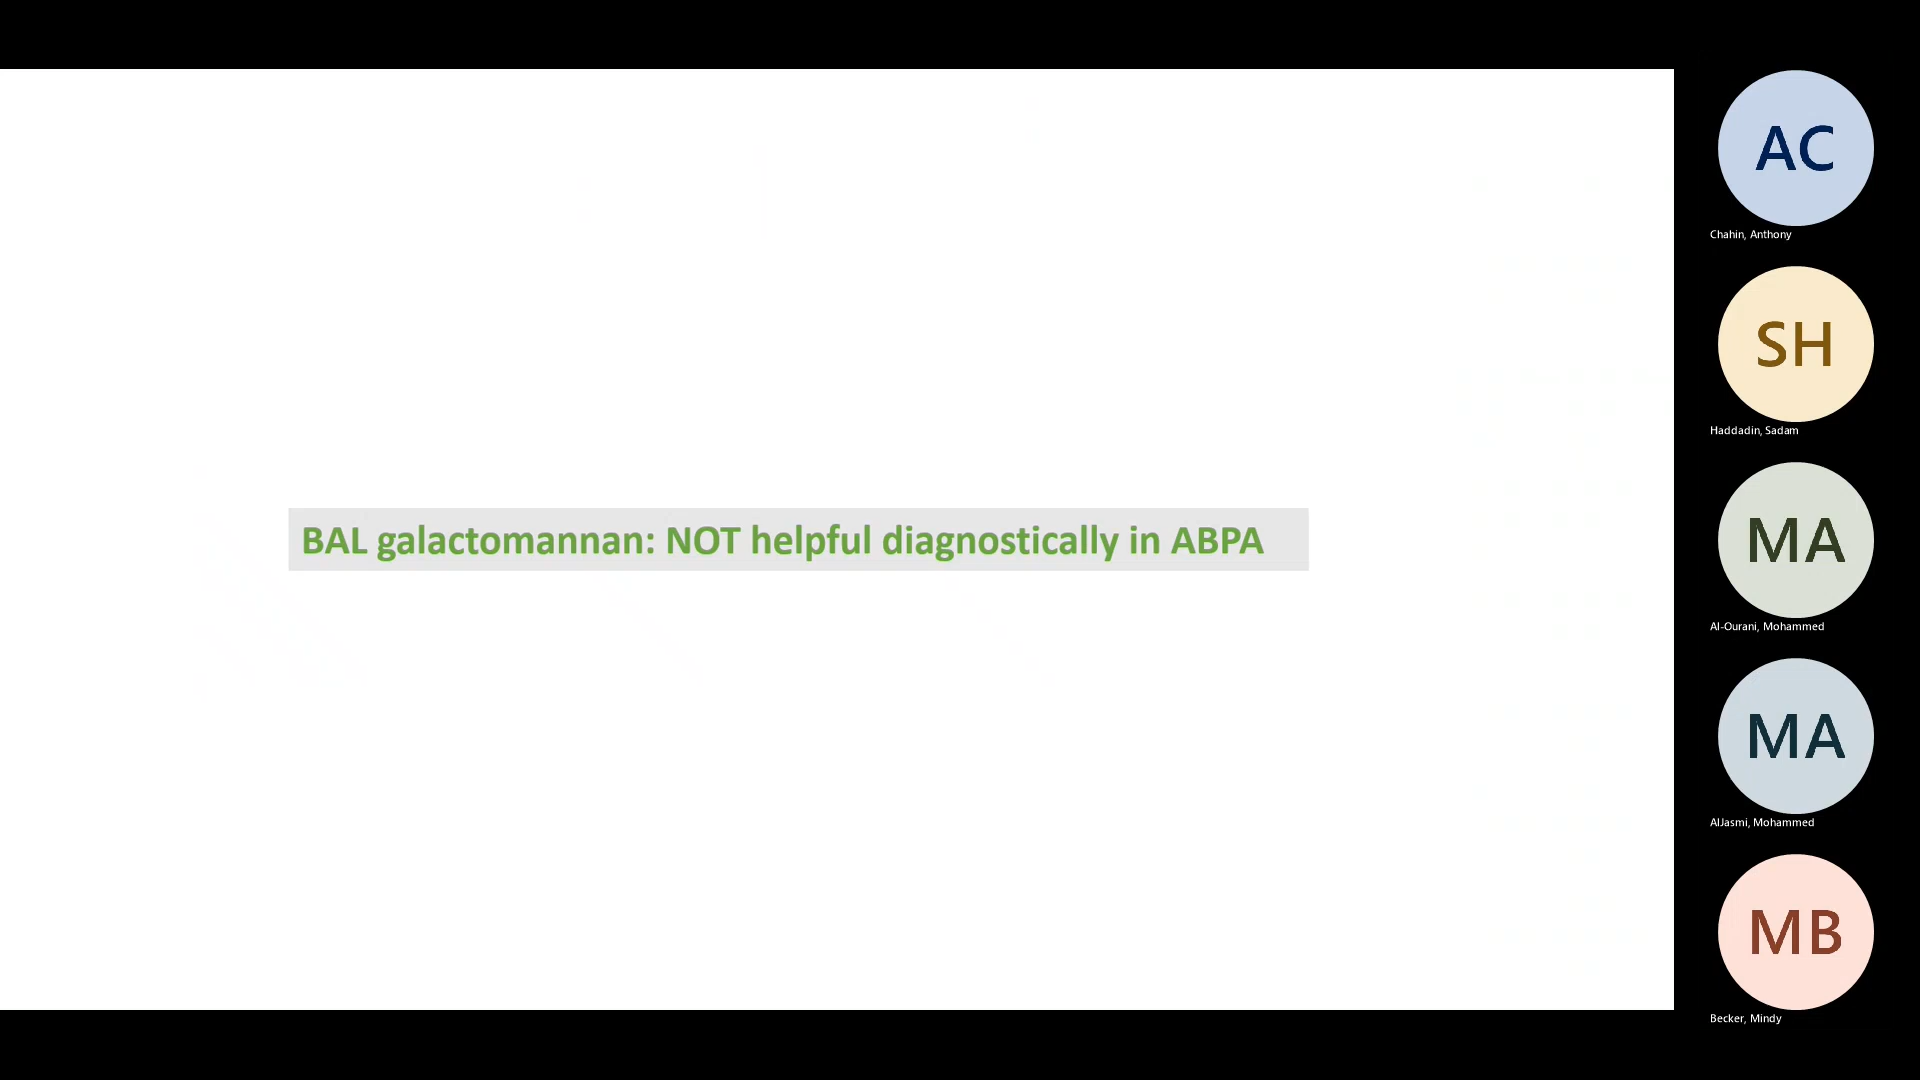 BAL galactomannan: NOT helpful diagnostically in ABPA
AC
Chahin, Anthony
SH
Haddadin, Sadam
MA
Al-Ourani, Mohammed
MA
AlJasmi, Mohammed
MB
Becker, Mindy